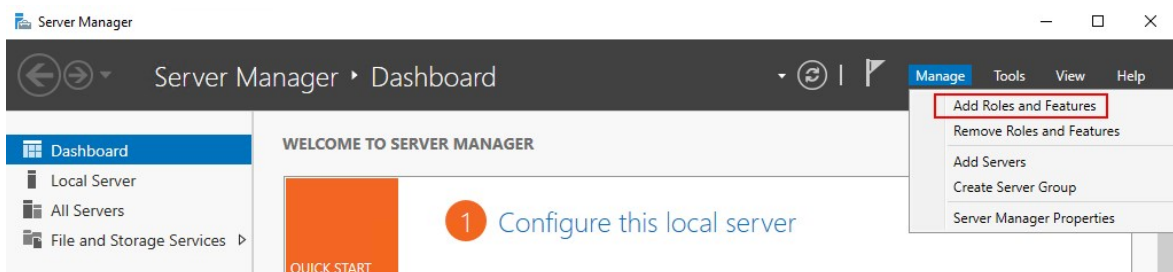 Server Manager
Server Manager • Dashboard
Manage Tools View Help
Add Roles and Features
Remove Roles and Features
Add Servers
Create Server Group
Server Manager Properties
Dashboard
Local Server
All Servers
File and Storage Services
WELCOME TO SERVER MANAGER
1 Configure this local server
QUICK START